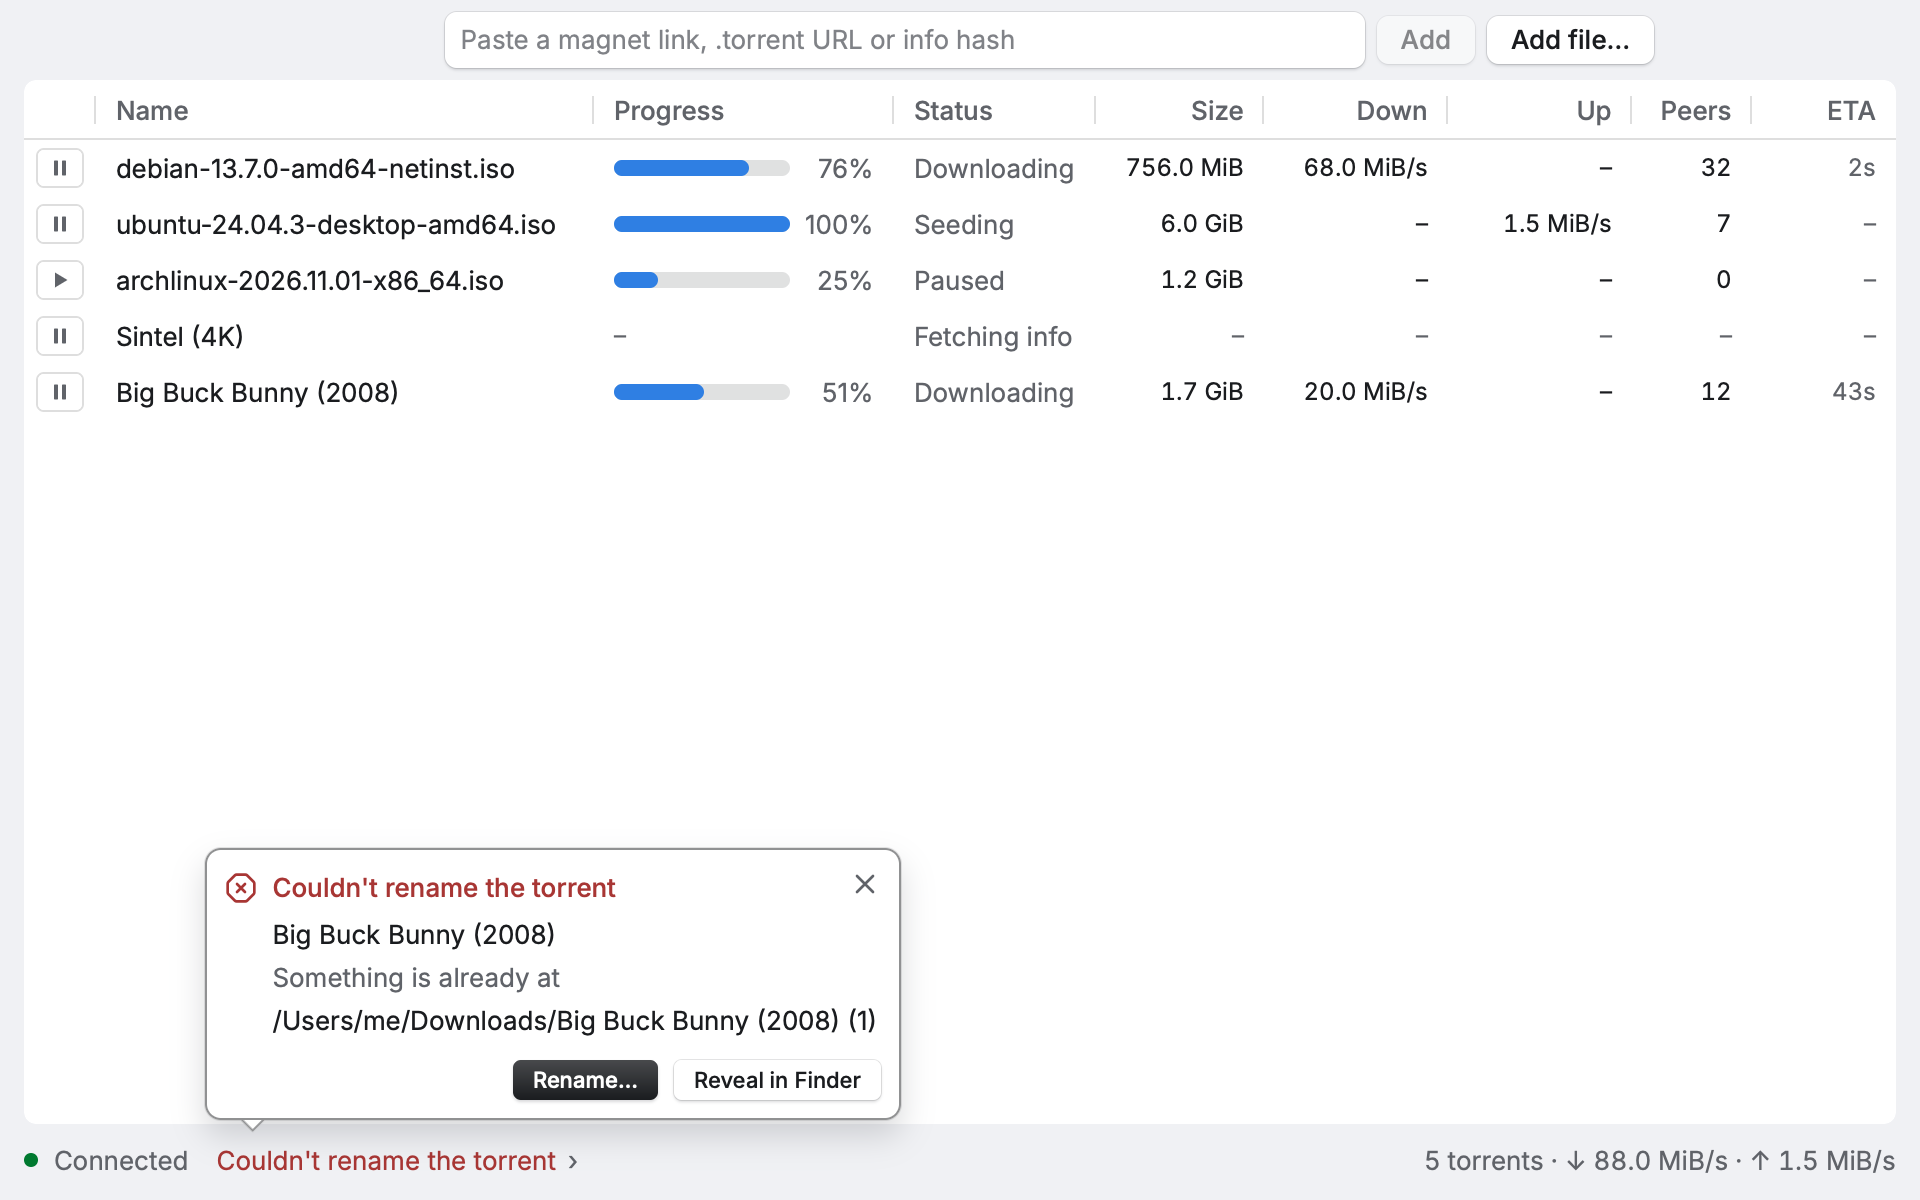 Paste a magnet link, .torrent URL or info hash
Add
Add file...
Name Progress Status Size Down Up Peers ETA
debian-13.7.0-amd64-netinst.iso 76% Downloading 756.0 MiB 68.0 MiB/s – 32 2s
ubuntu-24.04.3-desktop-amd64.iso 100% Seeding 6.0 GiB – 1.5 MiB/s 7 –
archlinux-2026.11.01-x86_64.iso 25% Paused 1.2 GiB – – 0 –
Sintel (4K) – Fetching info – – – – –
Big Buck Bunny (2008) 51% Downloading 1.7 GiB 20.0 MiB/s – 12 43s
Couldn't rename the torrent
Big Buck Bunny (2008)
Something is already at
/Users/me/Downloads/Big Buck Bunny (2008) (1)
Rename...
Reveal in Finder
Connected Couldn't rename the torrent ›
5 torrents · ↓ 88.0 MiB/s · ↑ 1.5 MiB/s